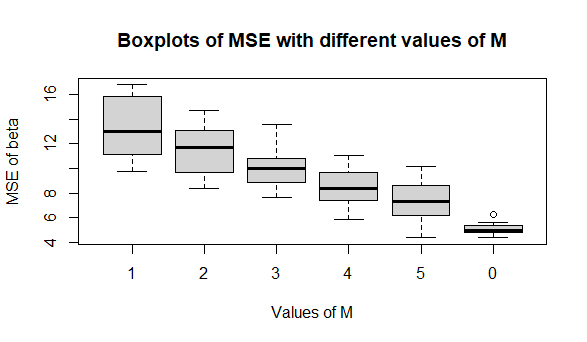 Boxplots of MSE with different values of M
MSE of beta
16
12
8
6
4
1 2 3 4 5 0
Values of M